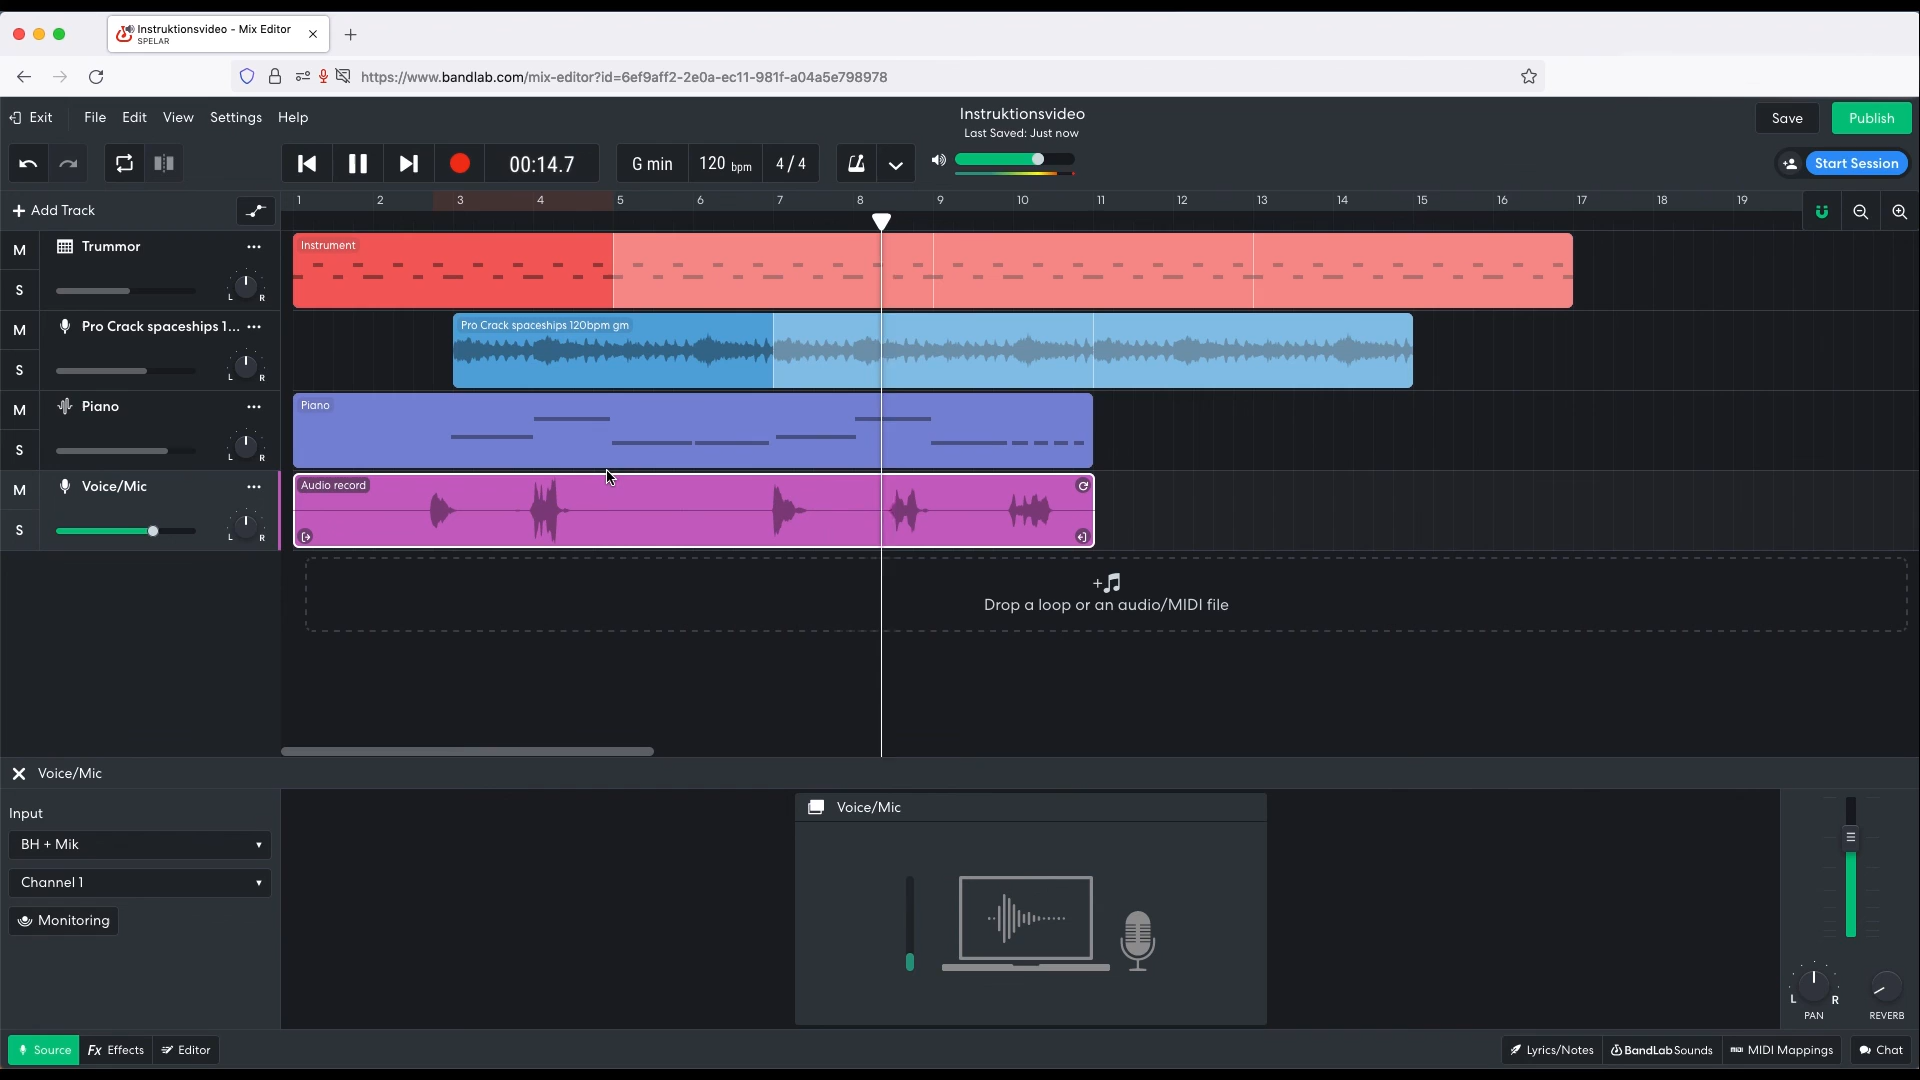 Instruktionsvideo - Mix Editor
SPELAR
https://www.bandlab.com/mix-editor?id=6ef9aff2-2e0a-ec11-981f-a04a5e798978
Exit File Edit View Settings Help
Instruktionsvideo
Last Saved: Just now
Save Publish
00:14.7 G min 120 bpm 4 / 4
Start Session
+ Add Track
1 2 3 4 5 6 7 8 9 10 11 12 13 14 15 16 17 18 19
M Trummor
S L R
Instrument
M Pro Crack spaceships 1...
S L R
Pro Crack spaceships 120bpm gm
M Piano
S L R
Piano
M Voice/Mic
S L R
Audio record
Drop a loop or an audio/MIDI file
Voice/Mic
Input
BH + Mik
Channel 1
Monitoring
Voice/Mic
L R
PAN REVERB
Source Fx Effects Editor
Lyrics/Notes BandLab Sounds MIDI Mappings Chat